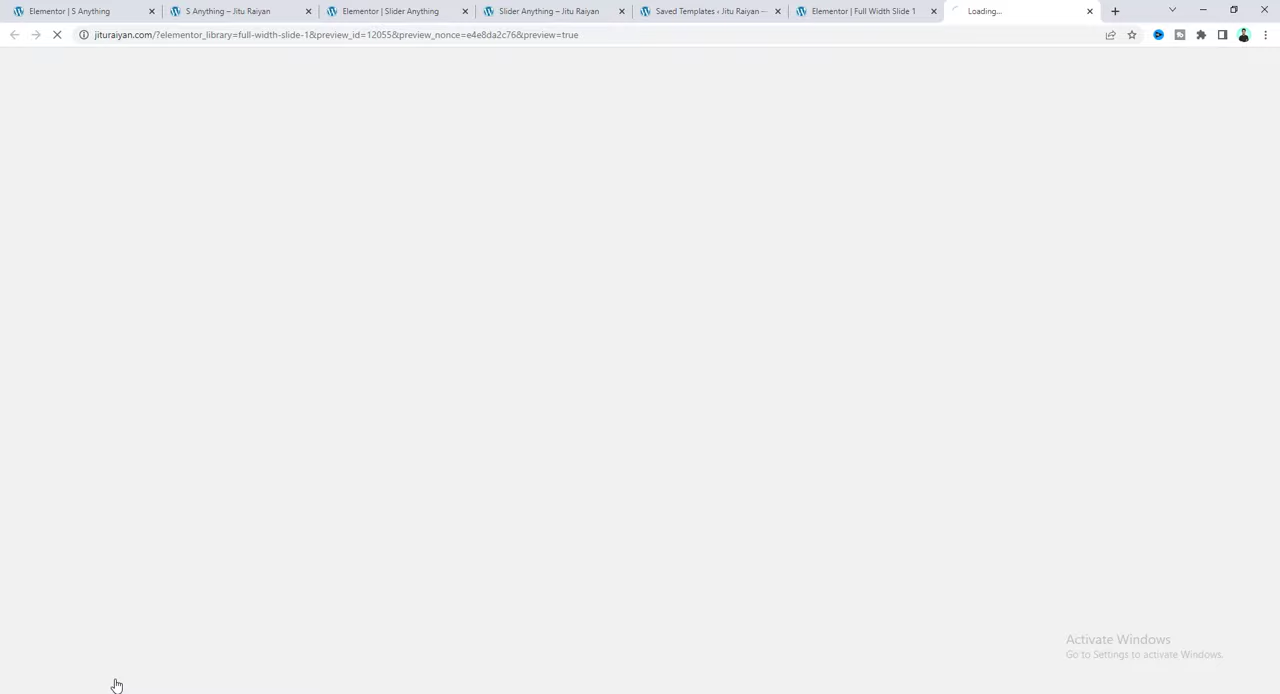 Elementor | S Anything
S Anything – Jitu Raiyan
Elementor | Slider Anything
Slider Anything – Jitu Raiyan
Saved Templates ‹ Jitu Raiyan —
Elementor | Full Width Slide 1
Loading...
jituraiyan.com/?elementor_library=full-width-slide-1&preview_id=12055&preview_nonce=e4e8da2c76&preview=true
Activate Windows
Go to Settings to activate Windows.